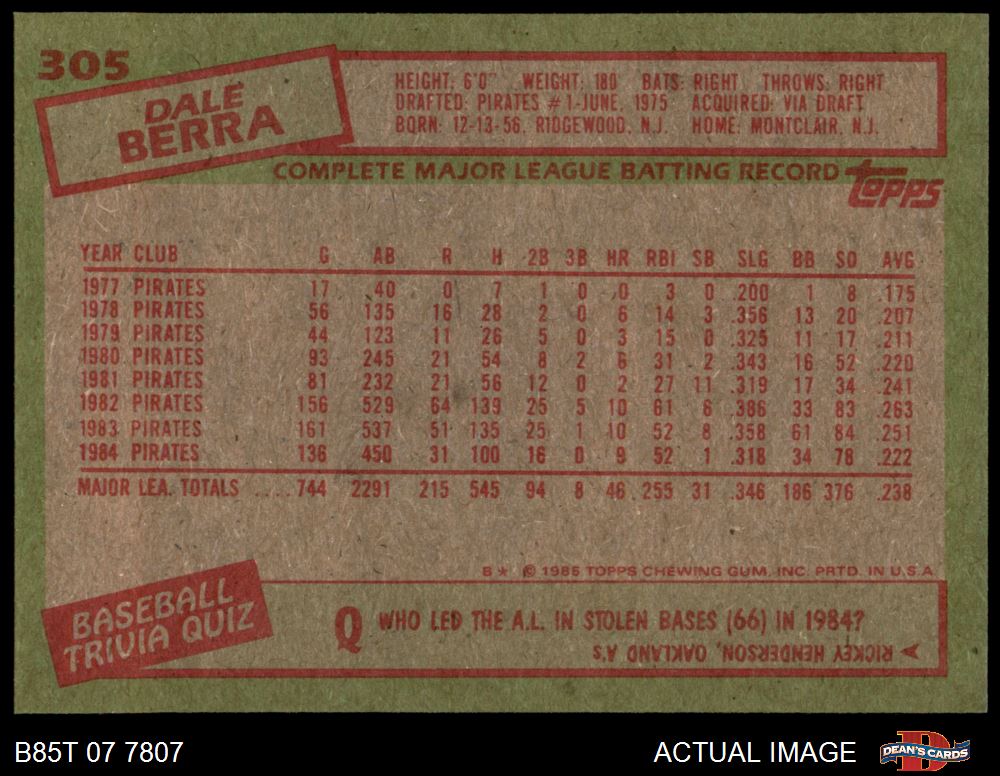 305
DALE
BERRA
HEIGHT: 6'0" WEIGHT: 180 BATS: RIGHT THROWS: RIGHT
DRAFTED: PIRATES #1-JUNE, 1975 ACQUIRED: VIA DRAFT
BORN: 12-13-56, RIDGEWOOD, N.J. HOME: MONTCLAIR, N.J.
COMPLETE MAJOR LEAGUE BATTING RECORD
topps
YEAR CLUB G AB R H 2B 3B HR RBI SB SLG BB SO AVG
1977 PIRATES 17 40 0 7 1 0 0 3 0 .200 1 8 .175
1978 PIRATES 56 135 16 28 2 0 6 14 3 .356 13 20 .207
1979 PIRATES 44 123 11 26 5 0 3 15 0 .325 11 17 .211
1980 PIRATES 93 245 21 54 8 2 6 31 2 .343 16 52 .220
1981 PIRATES 81 232 21 56 12 0 2 27 11 .319 17 34 .241
1982 PIRATES 156 529 64 139 25 5 10 61 6 .386 33 83 .263
1983 PIRATES 161 537 51 135 25 1 10 52 8 .358 61 84 .251
1984 PIRATES 136 450 31 100 16 0 9 52 1 .318 34 78 .222
MAJOR LEA. TOTALS ..... 744 2291 215 545 94 8 46 255 31 .346 186 376 .238
B* © 1985 TOPPS CHEWING GUM, INC. PRTD. IN U.S.A
BASEBALL
TRIVIA QUIZ
Q WHO LED THE A.L. IN STOLEN BASES (66) IN 1984?
A RICKEY HENDERSON, OAKLAND A's
B85T 07 7807
ACTUAL IMAGE
D
DEAN'S CARDS